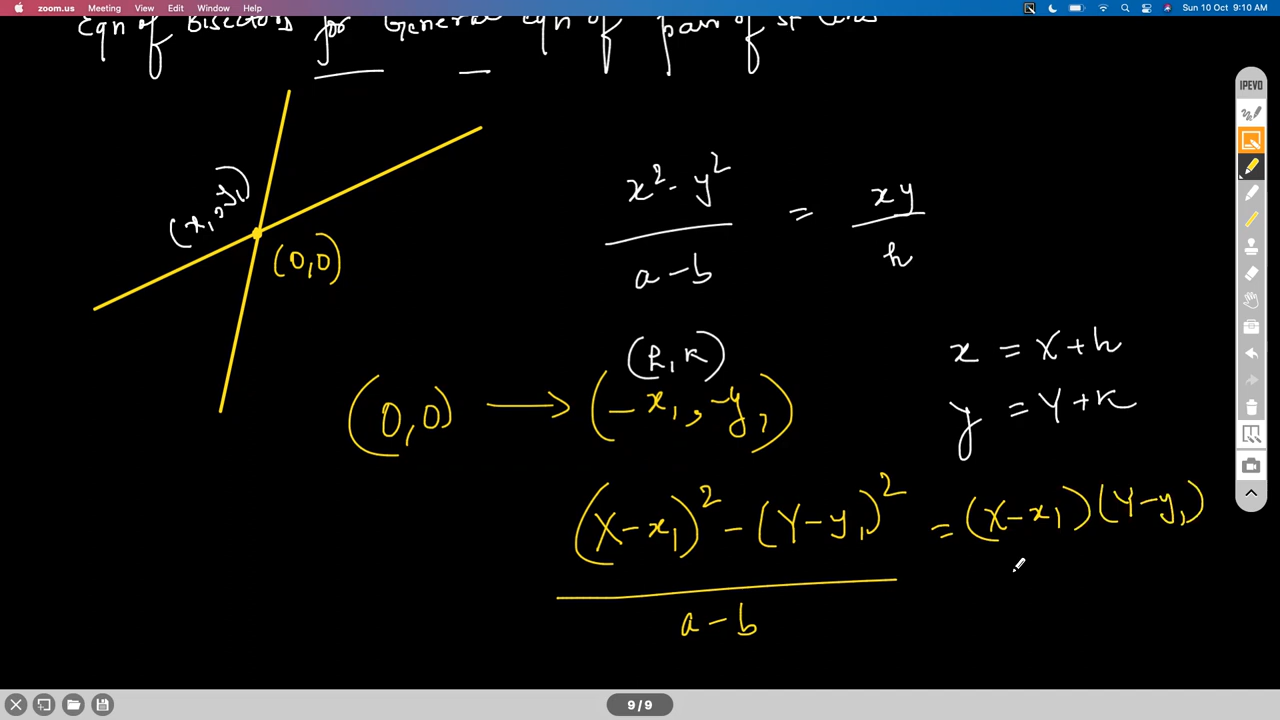 zoom.us Meeting View Edit Window Help
Sun 10 Oct 9:10 AM
Eqn of Bisectors for General eqn of pair of st lines
IPEVO
(x₁, y₁)
(0,0)
x² - y² / a - b = xy / h
(h, k)
(0,0) → (-x₁, -y₁)
x = X + h
y = Y + k
(X - x₁)² - (Y - y₁)² / a - b = (X - x₁)(Y - y₁)
9/9